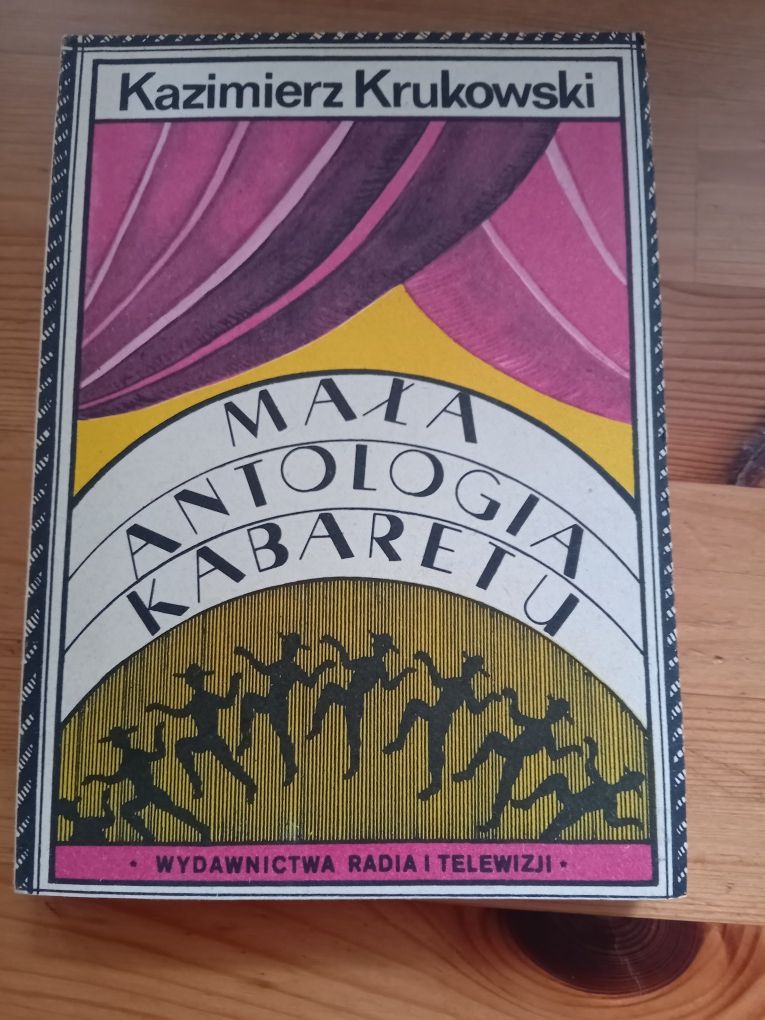 Kazimierz Krukowski
MAŁA
ANTOLOGIA
KABARETU
• WYDAWNICTWA RADIA I TELEWIZJI •